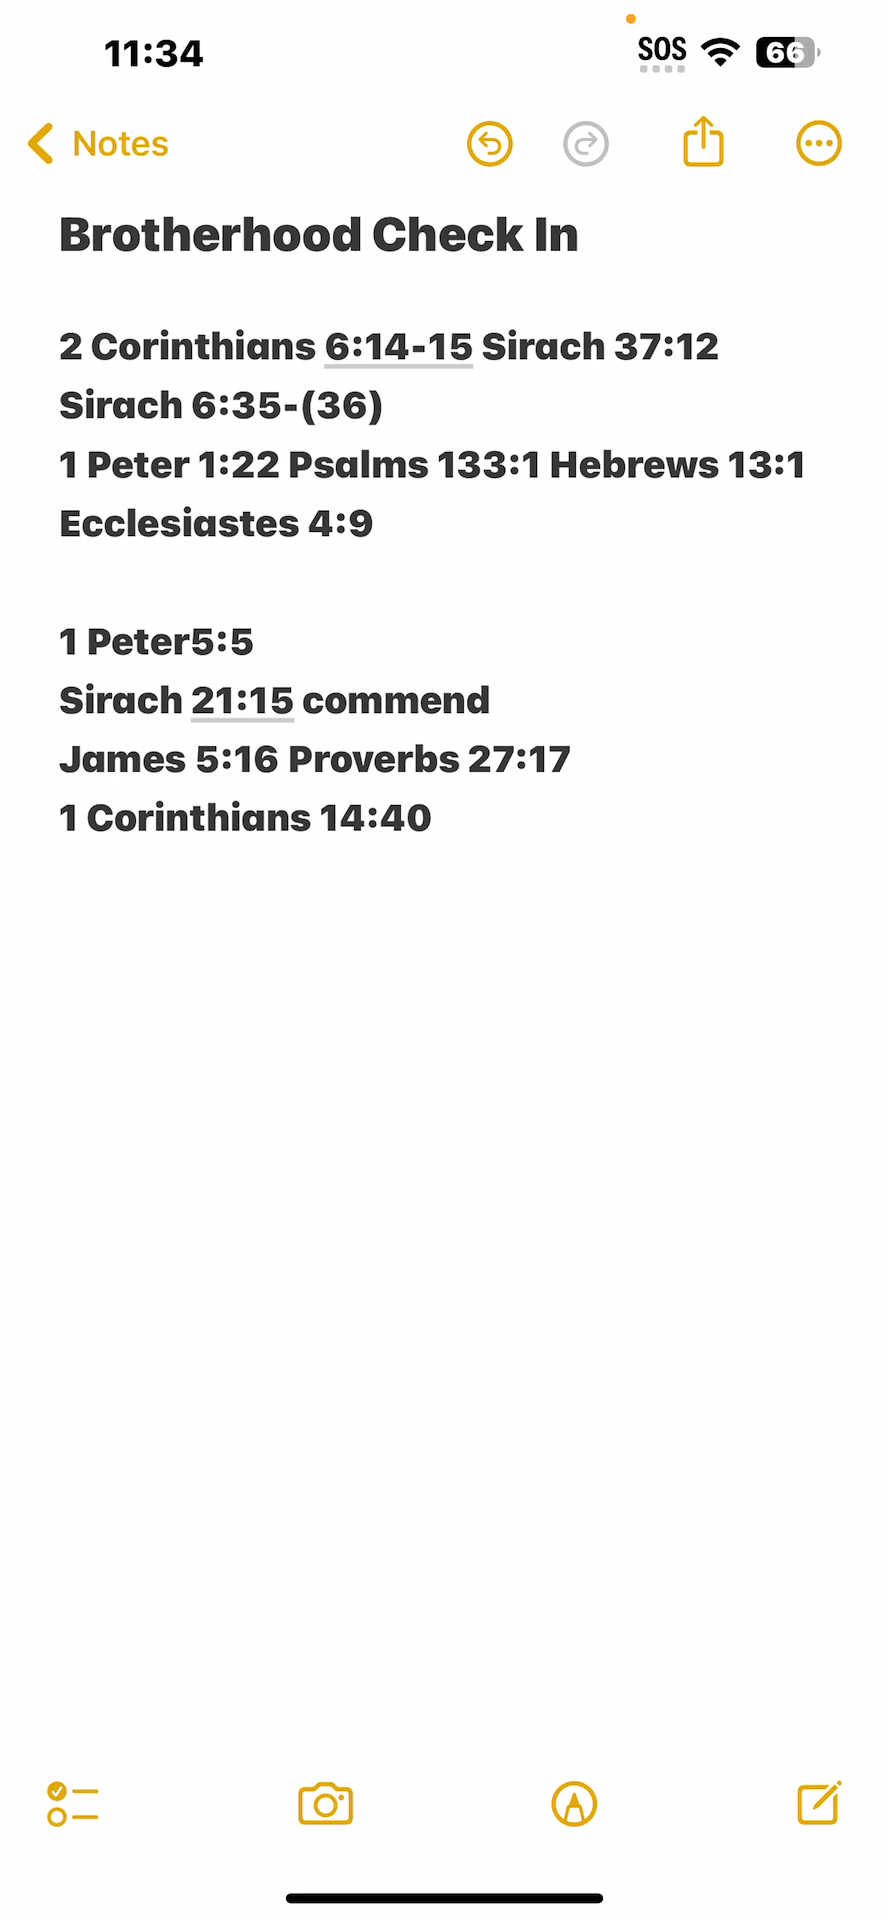 11:34 SOS 66
Notes
Brotherhood Check In
2 Corinthians 6:14-15 Sirach 37:12
Sirach 6:35-(36)
1 Peter 1:22 Psalms 133:1 Hebrews 13:1
Ecclesiastes 4:9
1 Peter5:5
Sirach 21:15 commend
James 5:16 Proverbs 27:17
1 Corinthians 14:40